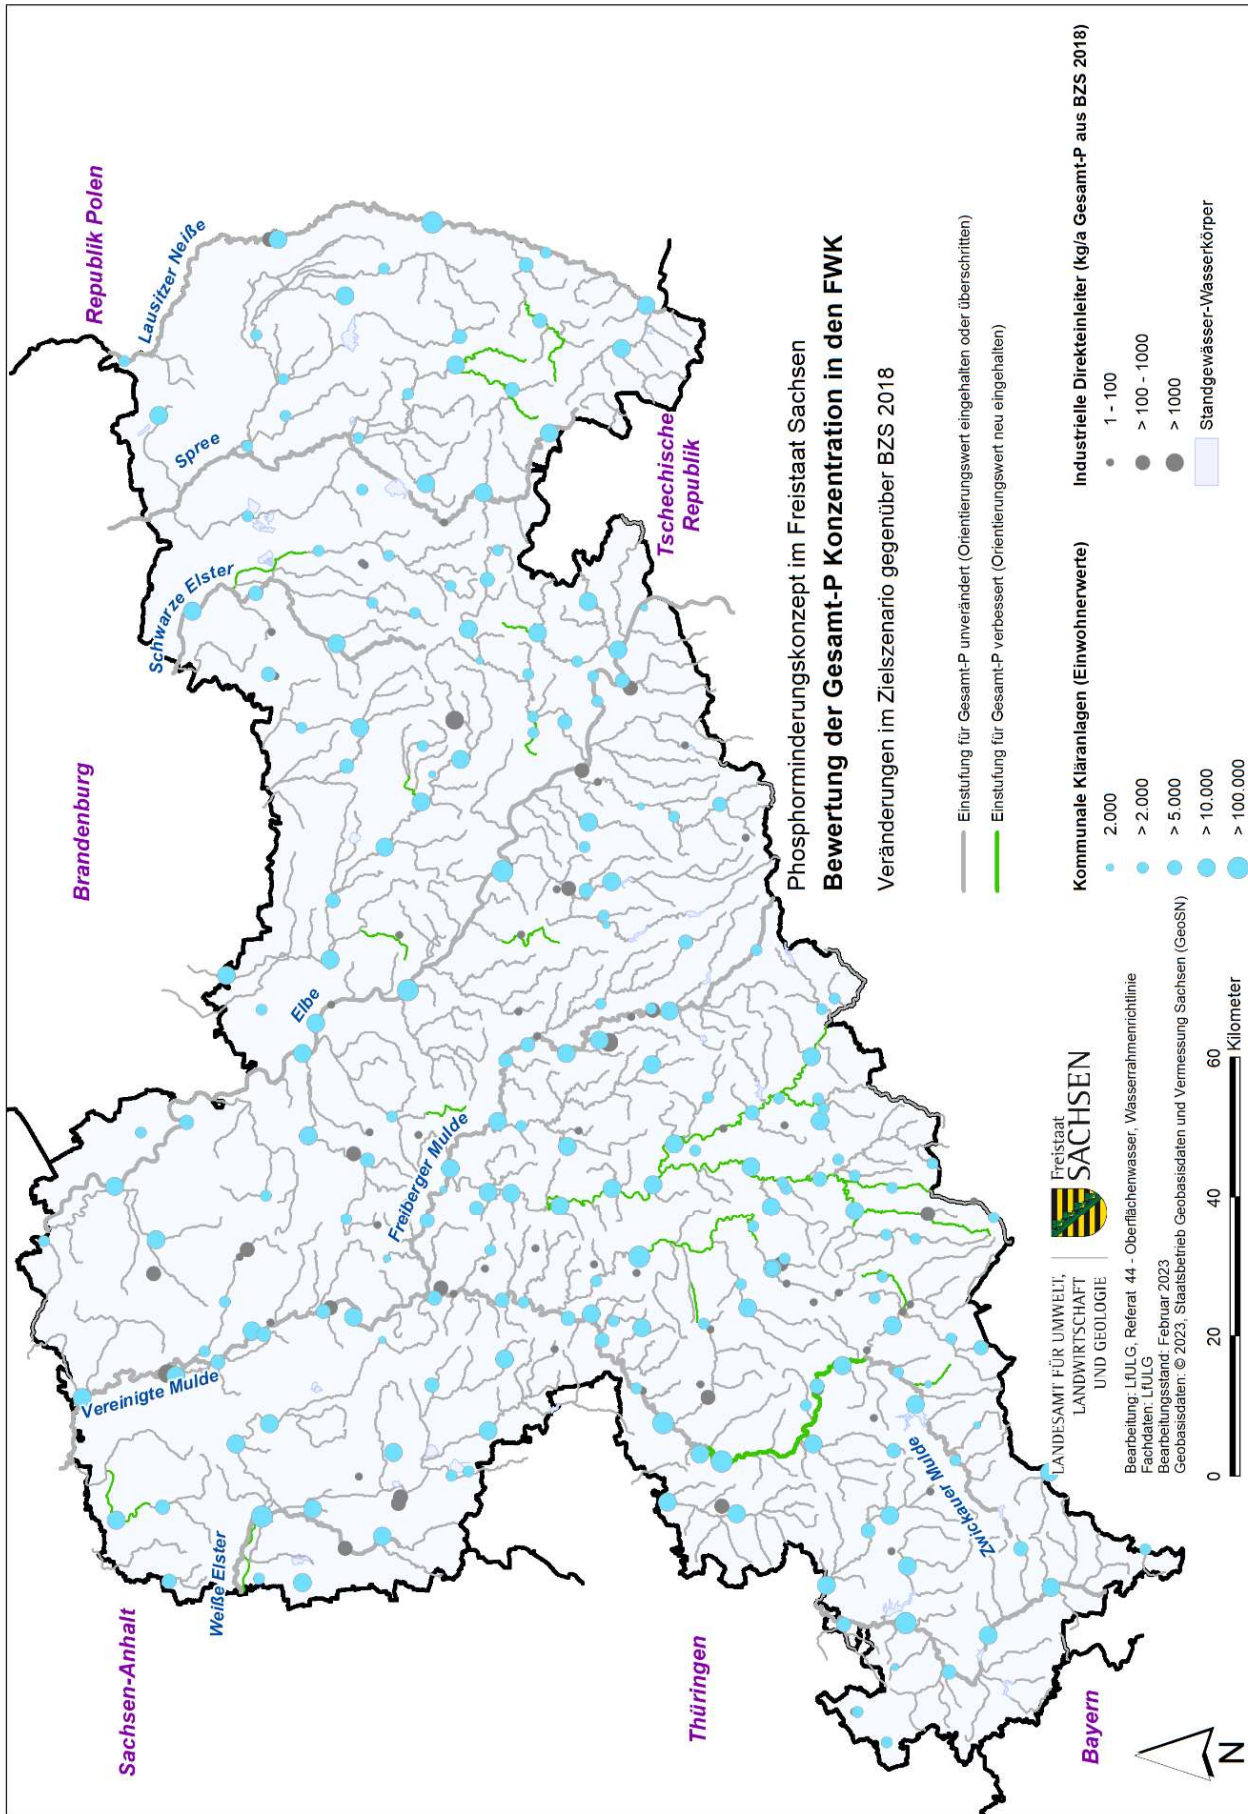 Republik Polen
Lausitzer Neiße
Spree
Schwarze Elster
Brandenburg
Elbe
Freiberger Mulde
Vereinigte Mulde
Weiße Elster
Sachsen-Anhalt
Thüringen
Zwickauer Mulde
Bayern
Tschechische
Republik
Phosphorminderungskonzept im Freistaat Sachsen
Bewertung der Gesamt-P Konzentration in den FWK
Veränderungen im Zielszenario gegenüber BZS 2018
Einstufung für Gesamt-P unverändert (Orientierungswert eingehalten oder überschritten)
Einstufung für Gesamt-P verbessert (Orientierungswert neu eingehalten)
Kommunale Kläranlagen (Einwohnerwerte)
2.000
> 2.000
> 5.000
> 10.000
> 100.000
Industrielle Direkteinleiter (kg/a Gesamt-P aus BZS 2018)
1 - 100
> 100 - 1000
> 1000
Standgewässer-Wasserkörper
LANDESAMT FÜR UMWELT,
LANDWIRTSCHAFT
UND GEOLOGIE
Freistaat
SACHSEN
Bearbeitung: LfULG, Referat 44 - Oberflächenwasser, Wasserrahmenrichtlinie
Fachdaten: LfULG
Bearbeitungsstand: Februar 2023
Geobasisdaten: © 2023, Staatsbetrieb Geobasisdaten und Vermessung Sachsen (GeoSN)
0 20 40 60
Kilometer
N